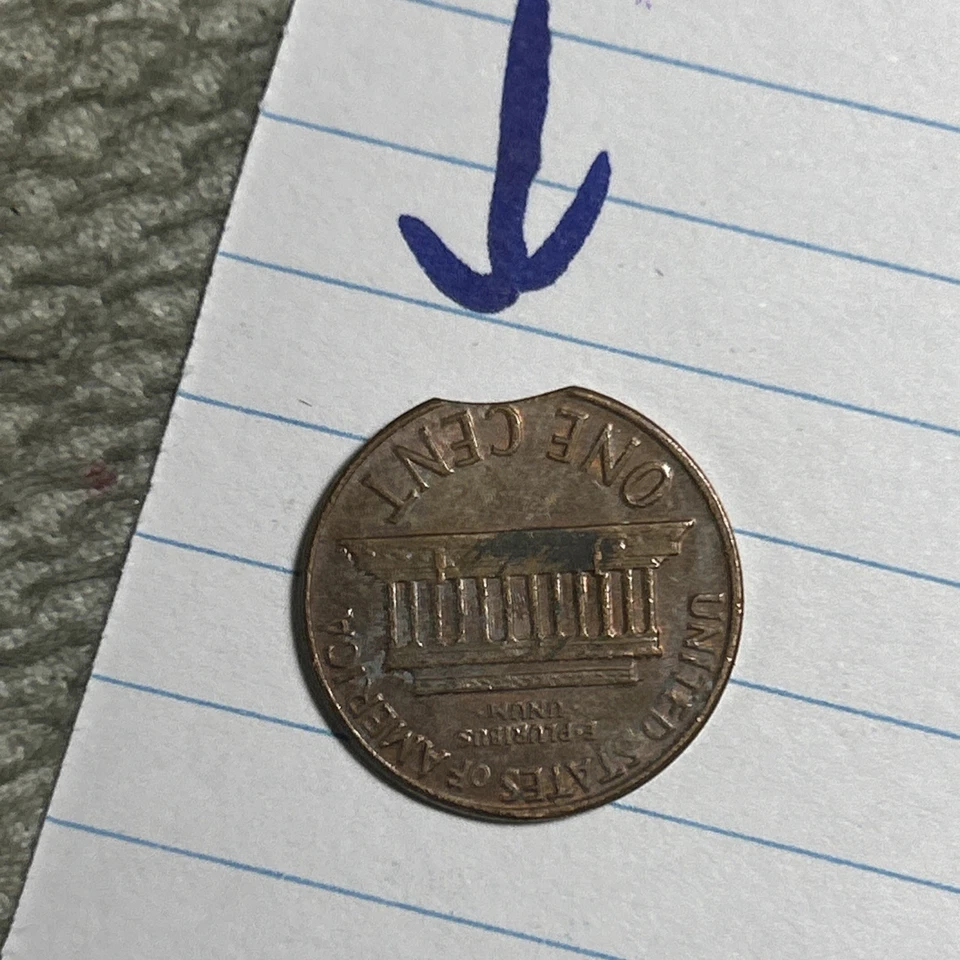 UNITED STATES OF AMERICA
E·PLURIBUS
·UNUM·
ONE CENT